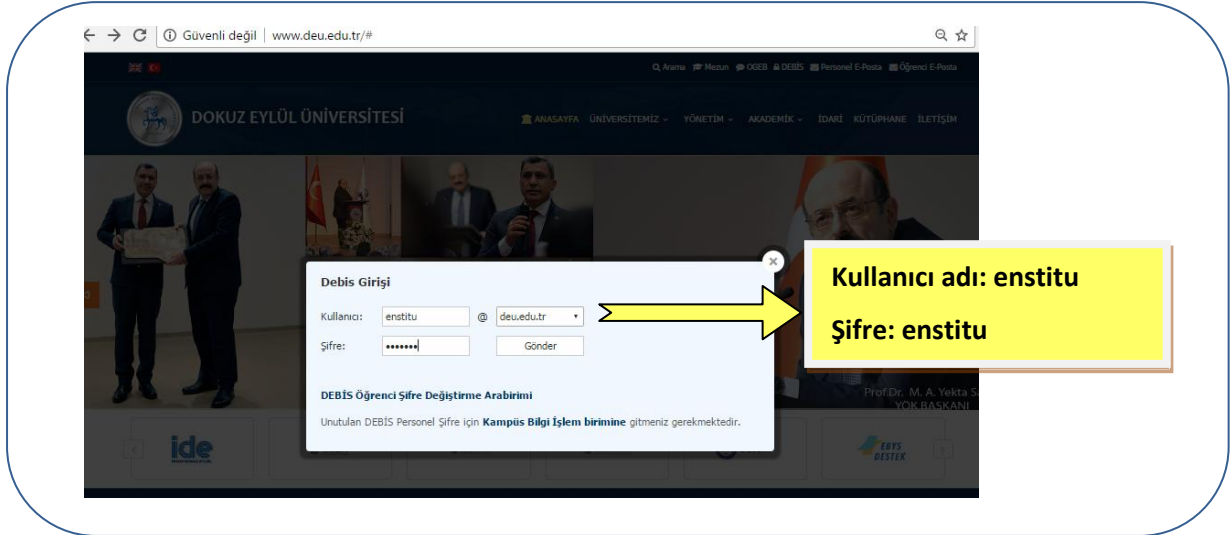 Güvenli değil | www.deu.edu.tr/#
Arama Mezun OGEB DEBİS Personel E-Posta Öğrenci E-Posta
DOKUZ EYLÜL ÜNİVERSİTESİ
ANASAYFA ÜNİVERSİTEMİZ YÖNETİM AKADEMİK İDARİ KÜTÜPHANE İLETİŞİM
Debis Girişi
Kullanıcı: enstitu @ deu.edu.tr
Şifre: ••••••• Gönder
DEBİS Öğrenci Şifre Değiştirme Arabirimi
Unutulan DEBİS Personel Şifre için Kampüs Bilgi İşlem birimine gitmeniz gerekmektedir.
Kullanıcı adı: enstitu
Şifre: enstitu
Prof.Dr. M. A. Yekta S
YÖK BAŞKANI
ide
EBYS
DESTEK